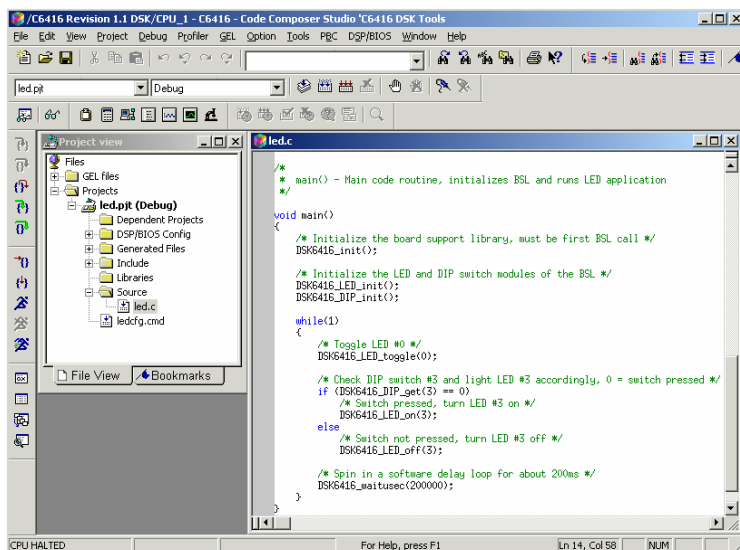 /C6416 Revision 1.1 DSK/CPU_1 - C6416 - Code Composer Studio 'C6416 DSK Tools
File Edit View Project Debug Profiler GEL Option Tools PBC DSP/BIOS Window Help
led.pjt Debug
Project view
Files
GEL files
Projects
led.pjt (Debug)
Dependent Projects
DSP/BIOS Config
Generated Files
Include
Libraries
Source
led.c
ledcfg.cmd
File View Bookmarks
led.c
/*
* main() - Main code routine, initializes BSL and runs LED application
*/
void main()
{
/* Initialize the board support library, must be first BSL call */
DSK6416_init();
/* Initialize the LED and DIP switch modules of the BSL */
DSK6416_LED_init();
DSK6416_DIP_init();
while(1)
{
/* Toggle LED #0 */
DSK6416_LED_toggle(0);
/* Check DIP switch #3 and light LED #3 accordingly, 0 = switch pressed */
if (DSK6416_DIP_get(3) == 0)
/* Switch pressed, turn LED #3 on */
DSK6416_LED_on(3);
else
/* Switch not pressed, turn LED #3 off */
DSK6416_LED_off(3);
/* Spin in a software delay loop for about 200ms */
DSK6416_waitusec(200000);
}
}
CPU HALTED For Help, press F1 Ln 14, Col 58 NUM